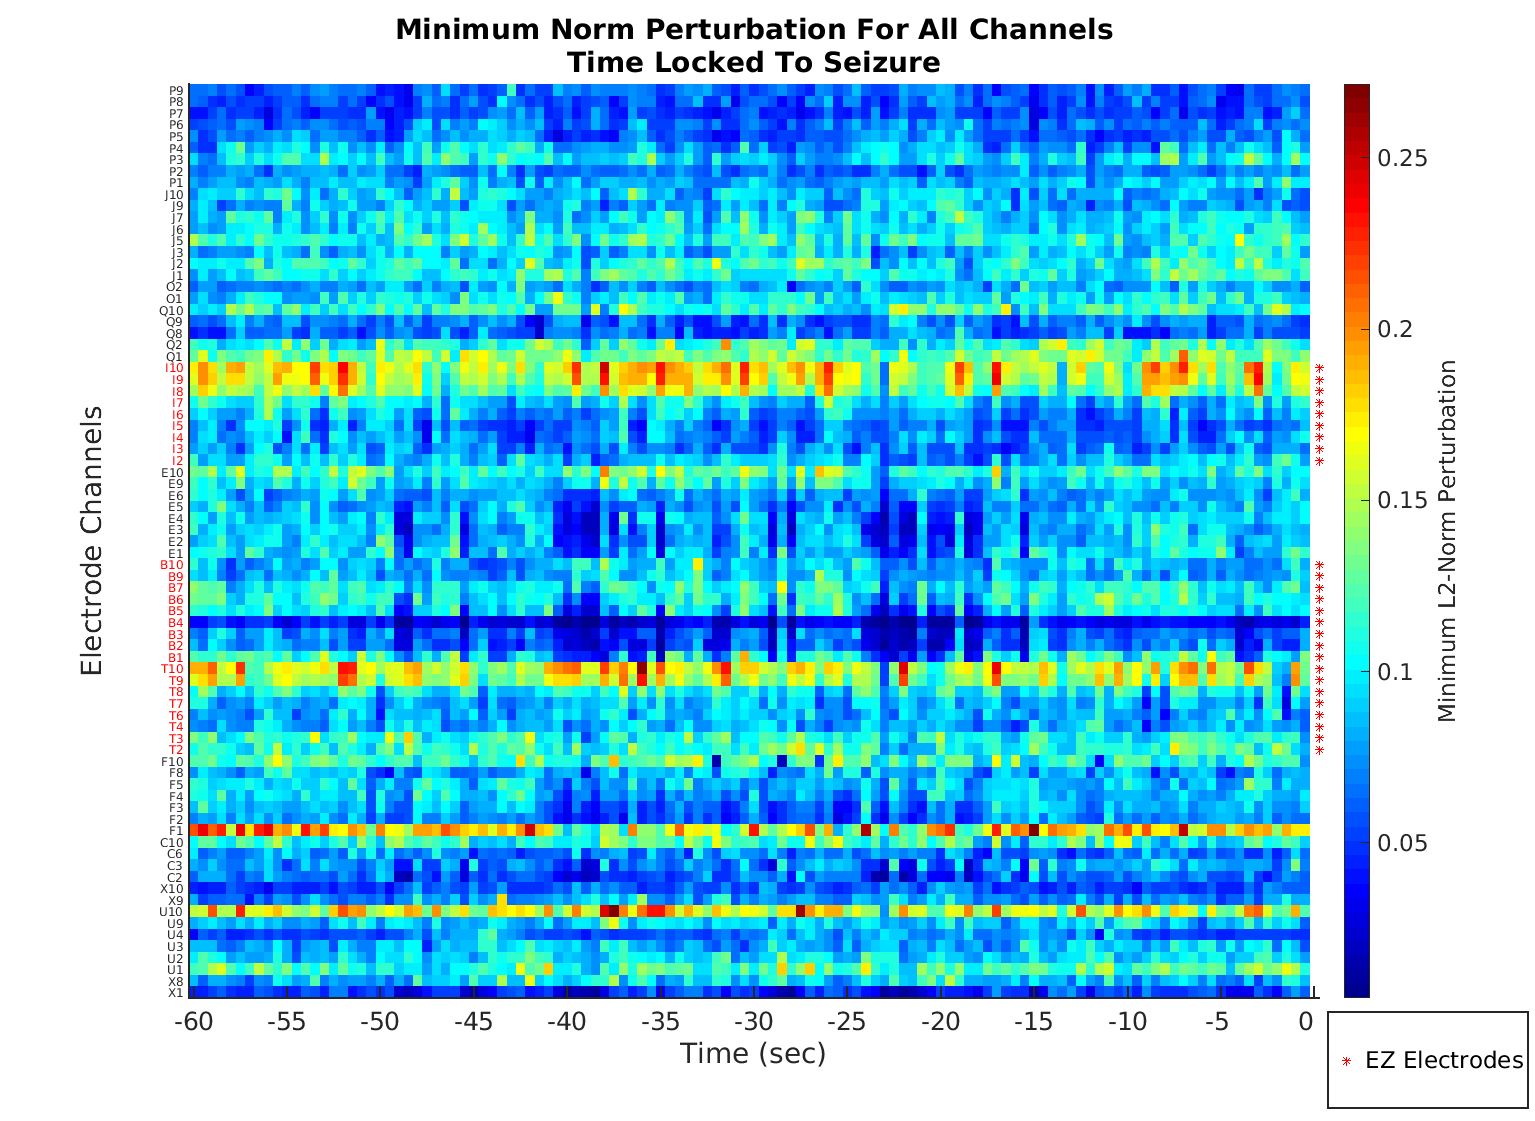 Minimum Norm Perturbation For All Channels
Time Locked To Seizure
Electrode Channels
P9
P8
P7
P6
P5
P4
P3
P2
P1
J10
J9
J7
J6
J5
J3
J2
J1
O2
O1
Q10
Q9
Q8
Q2
Q1
I10
I9
I8
I7
I6
I5
I4
I3
I2
E10
E9
E6
E5
E4
E3
E2
E1
B10
B9
B7
B6
B5
B4
B3
B2
B1
T10
T9
T8
T7
T6
T4
T3
T2
F10
F8
F5
F4
F3
F2
F1
C10
C6
C3
C2
X10
X9
U10
U9
U4
U3
U2
U1
X8
X1
-60 -55 -50 -45 -40 -35 -30 -25 -20 -15 -10 -5 0
Time (sec)
0.25
0.2
0.15
0.1
0.05
Minimum L2-Norm Perturbation
EZ Electrodes